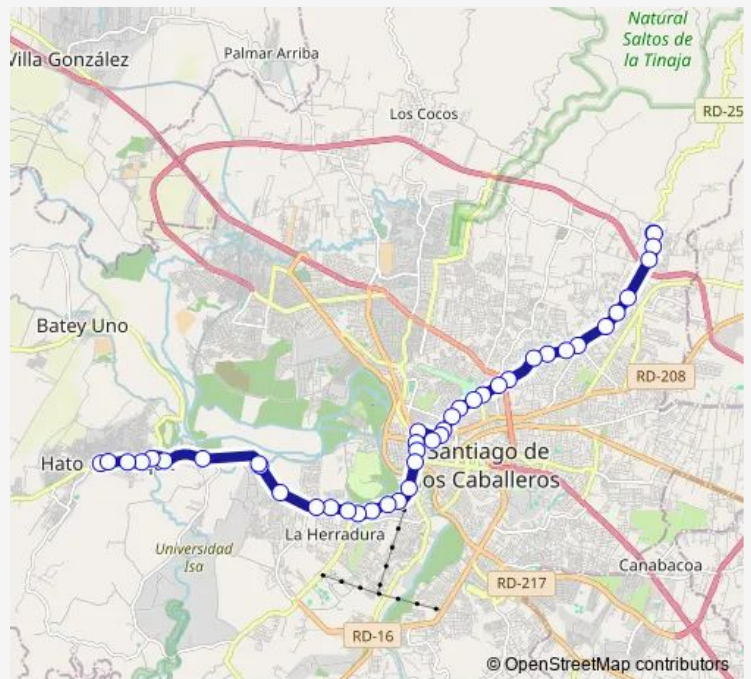 Natural
Saltos de
la Tinaja
Villa González
Palmar Arriba
RD-25
Los Cocos
Batey Uno
RD-208
Hato
Santiago de
os Caballeros
La Herradura
Universidad
Isa
Canabacoa
RD-217
RD-16
© OpenStreetMap contributors